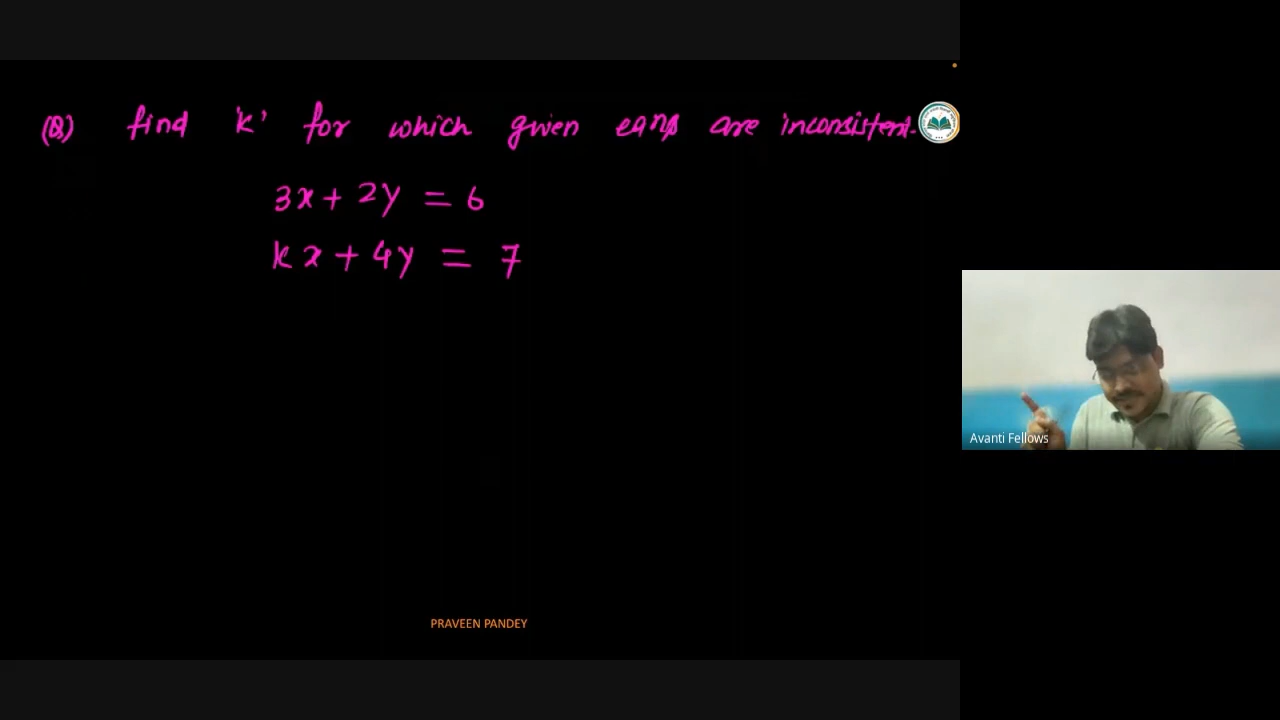 (Q) find 'k' for which given eqns are inconsistent.
3x + 2y = 6
kx + 4y = 7
Avanti Fellows
PRAVEEN PANDEY